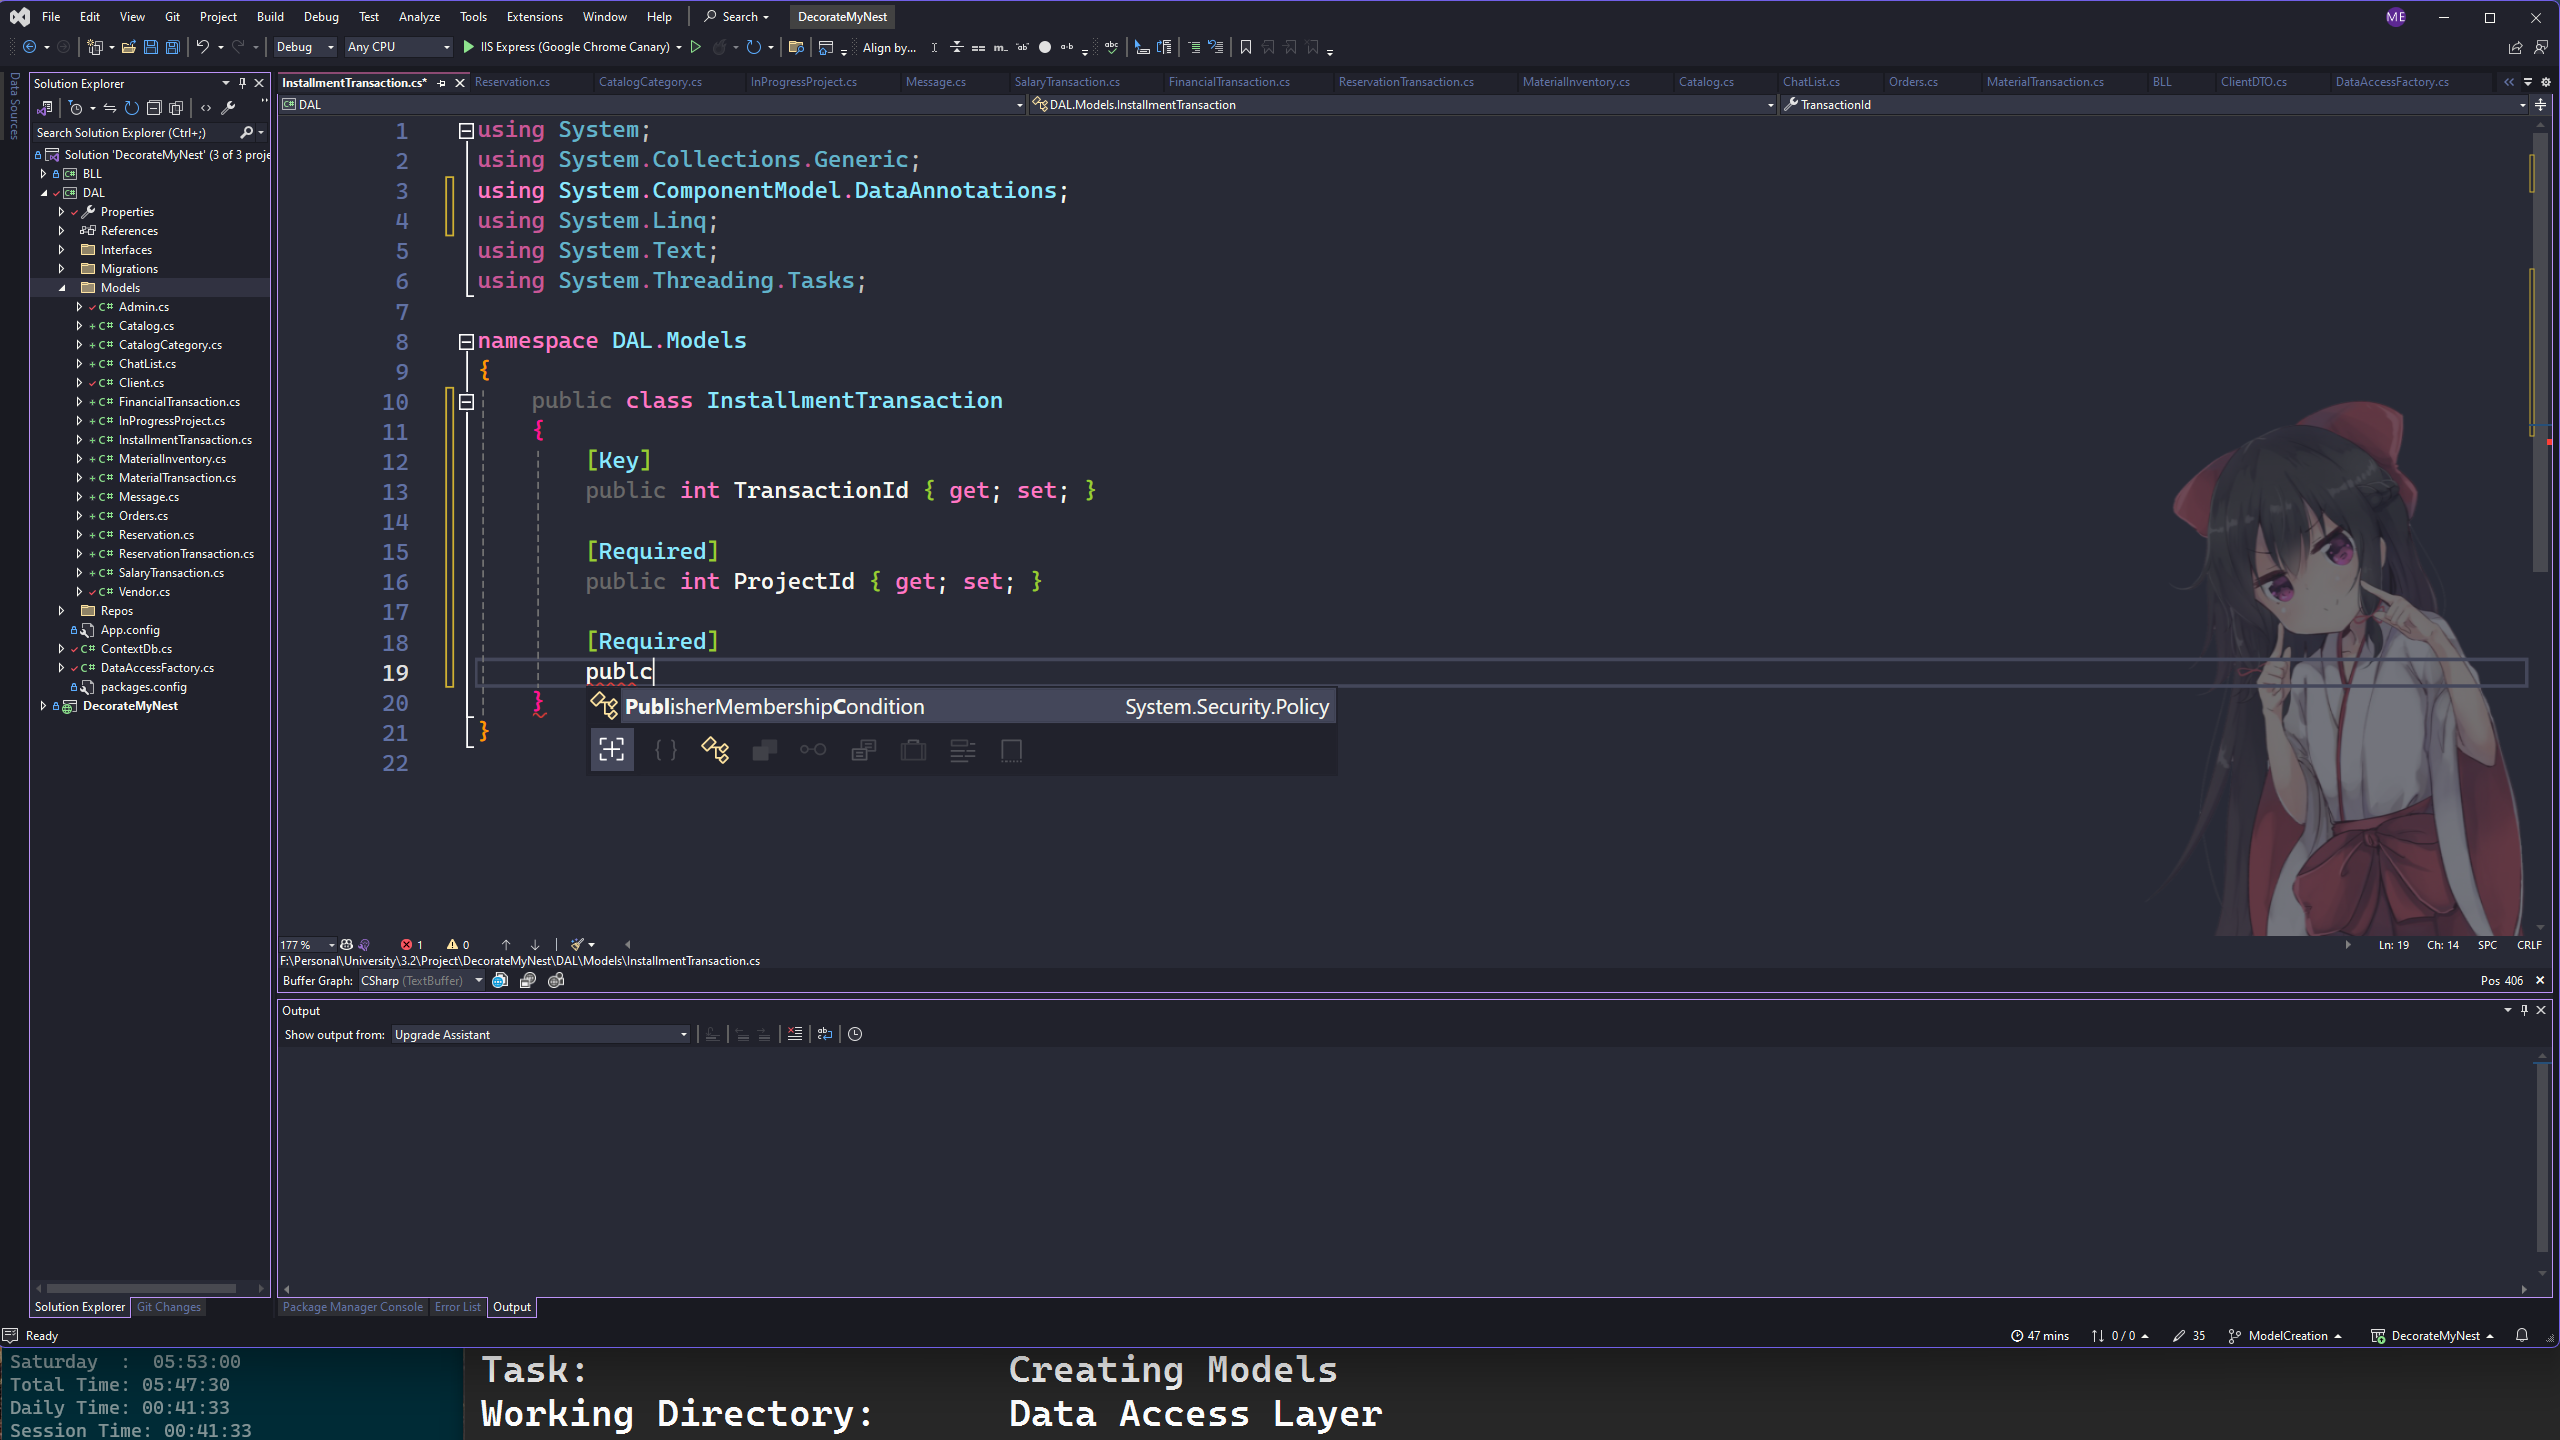 File Edit View Git Project Build Debug Test Analyze Tools Extensions Window Help Search DecorateMyNest ME
Debug Any CPU IIS Express (Google Chrome Canary) Align by...
Data Sources
Solution Explorer
Search Solution Explorer (Ctrl+;)
Solution 'DecorateMyNest' (3 of 3 proje
BLL
DAL
Properties
References
Interfaces
Migrations
Models
C# Admin.cs
C# Catalog.cs
C# CatalogCategory.cs
C# ChatList.cs
C# Client.cs
C# FinancialTransaction.cs
C# InProgressProject.cs
C# InstallmentTransaction.cs
C# MaterialInventory.cs
C# MaterialTransaction.cs
C# Message.cs
C# Orders.cs
C# Reservation.cs
C# ReservationTransaction.cs
C# SalaryTransaction.cs
C# Vendor.cs
Repos
App.config
C# ContextDb.cs
C# DataAccessFactory.cs
packages.config
DecorateMyNest
Solution Explorer Git Changes
InstallmentTransaction.cs* Reservation.cs CatalogCategory.cs InProgressProject.cs Message.cs SalaryTransaction.cs FinancialTransaction.cs ReservationTransaction.cs MaterialInventory.cs Catalog.cs ChatList.cs Orders.cs MaterialTransaction.cs BLL ClientDTO.cs DataAccessFactory.cs
DAL DAL.Models.InstallmentTransaction TransactionId
1 using System;
2 using System.Collections.Generic;
3 using System.ComponentModel.DataAnnotations;
4 using System.Linq;
5 using System.Text;
6 using System.Threading.Tasks;
7
8 namespace DAL.Models
9 {
10 public class InstallmentTransaction
11 {
12 [Key]
13 public int TransactionId { get; set; }
14
15 [Required]
16 public int ProjectId { get; set; }
17
18 [Required]
19 publc
20 }
PublisherMembershipCondition System.Security.Policy
21 }
22
177 % 1 0 Ln: 19 Ch: 14 SPC CRLF
F:\Personal\University\3.2\Project\DecorateMyNest\DAL\Models\InstallmentTransaction.cs
Buffer Graph: CSharp (TextBuffer) Pos 406
Output
Show output from: Upgrade Assistant
Package Manager Console Error List Output
Ready 47 mins 0 / 0 35 ModelCreation DecorateMyNest
Saturday : 05:53:00
Total Time: 05:47:30
Daily Time: 00:41:33
Session Time: 00:41:33
Task: Creating Models
Working Directory: Data Access Layer